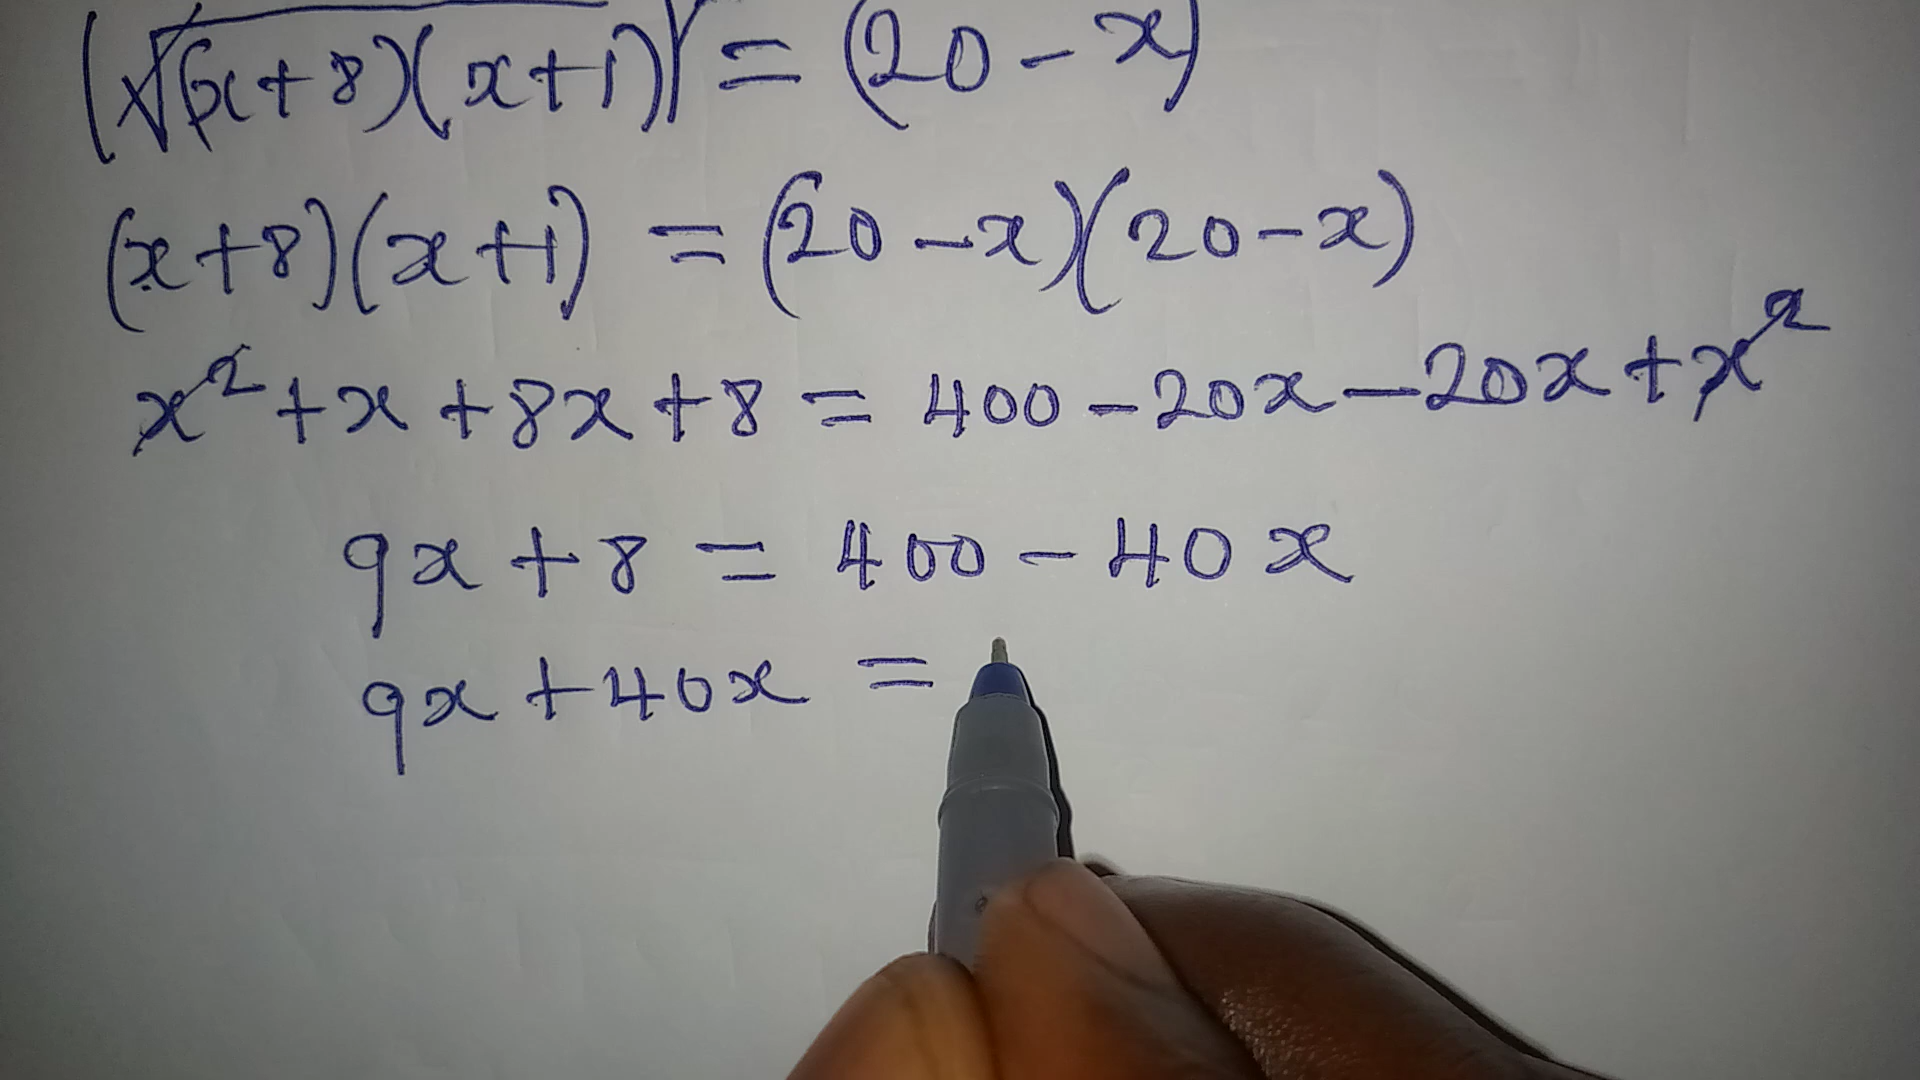 (√(x+8)(x+1))² = (20-x)
(x+8)(x+1) = (20-x)(20-x)
x²+x+8x+8 = 400-20x-20x+x²
9x+8 = 400-40x
9x+40x =